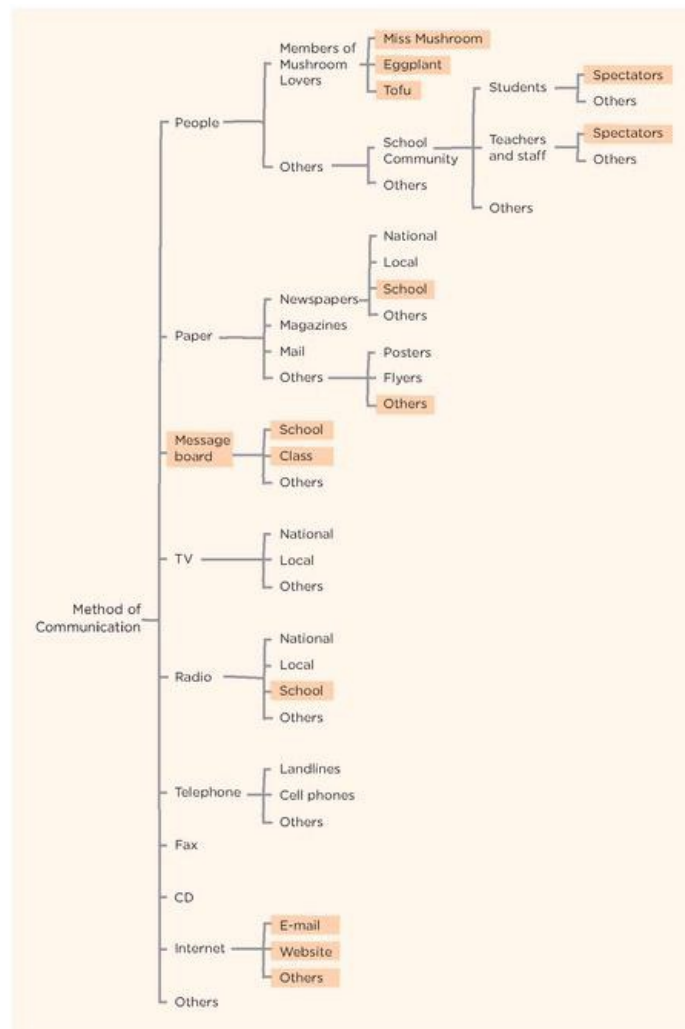 Miss Mushroom
Members of
Mushroom
Lovers
Eggplant
Tofu
Students
Spectators
Others
People
School
Community
Teachers
and staff
Spectators
Others
Others
Others
Others
National
Local
Newspapers
School
Others
Paper
Magazines
Mail
Posters
Others
Flyers
Others
Message
board
School
Class
Others
TV
National
Local
Others
Method of
Communication
National
Local
Radio
School
Others
Landlines
Telephone
Cell phones
Others
Fax
CD
E-mail
Internet
Website
Others
Others